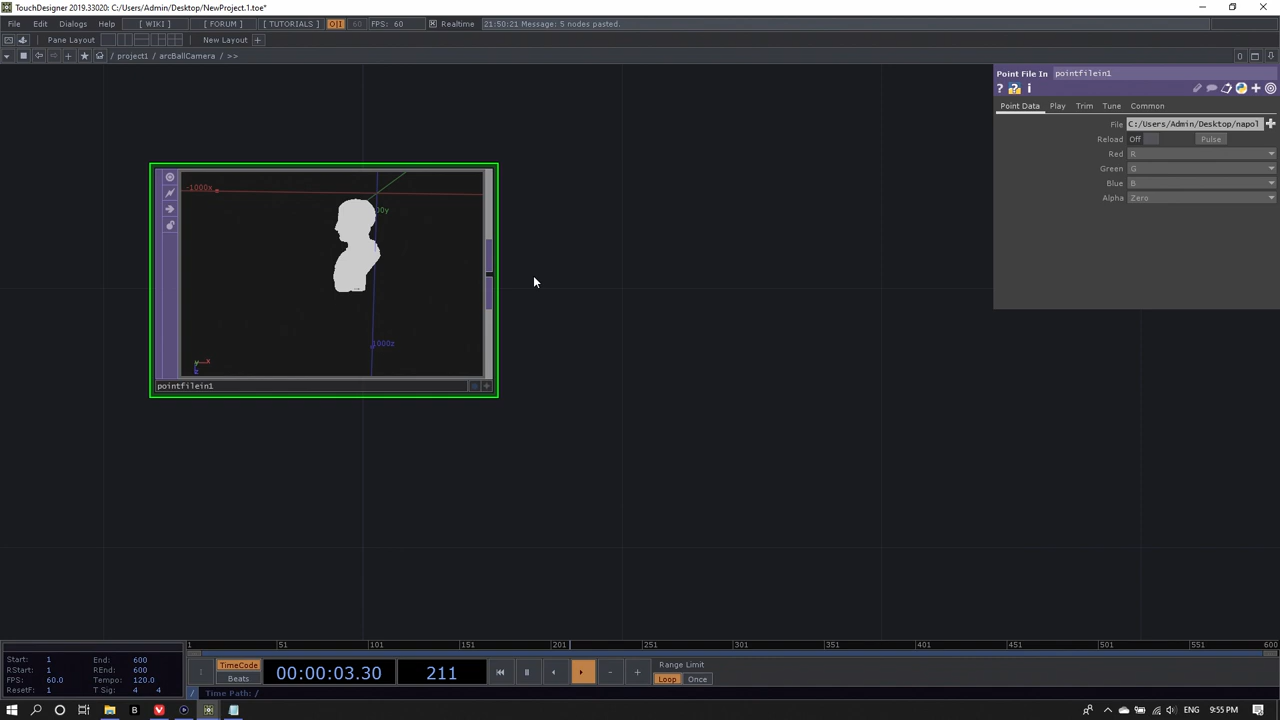 TouchDesigner 2019.33020: C:/Users/Admin/Desktop/NewProject.1.toe*
File Edit Dialogs Help [ WIKI ] [ FORUM ] [ TUTORIALS ] O|I 60 FPS: 60 Realtime 21:50:21 Message: 5 nodes pasted.
Pane Layout New Layout +
/ project1 / arcBallCamera / >> 0
Point File In pointfilein1
Point Data Play Trim Tune Common
File C:/Users/Admin/Desktop/napol
Reload Off Pulse
Red R
Green G
Blue B
Alpha Zero
-1000x
00y
1000z
y x
z
pointfilein1
1 51 101 151 201 251 301 351 401 451 501 551 600
Start: 1 End: 600
RStart: 1 REnd: 600
FPS: 60.0 Tempo: 120.0
ResetF: 1 T Sig: 4 4
TimeCode
Beats
00:00:03.30
211
Range Limit
Loop Once
/ Time Path: /
ENG 9:55 PM